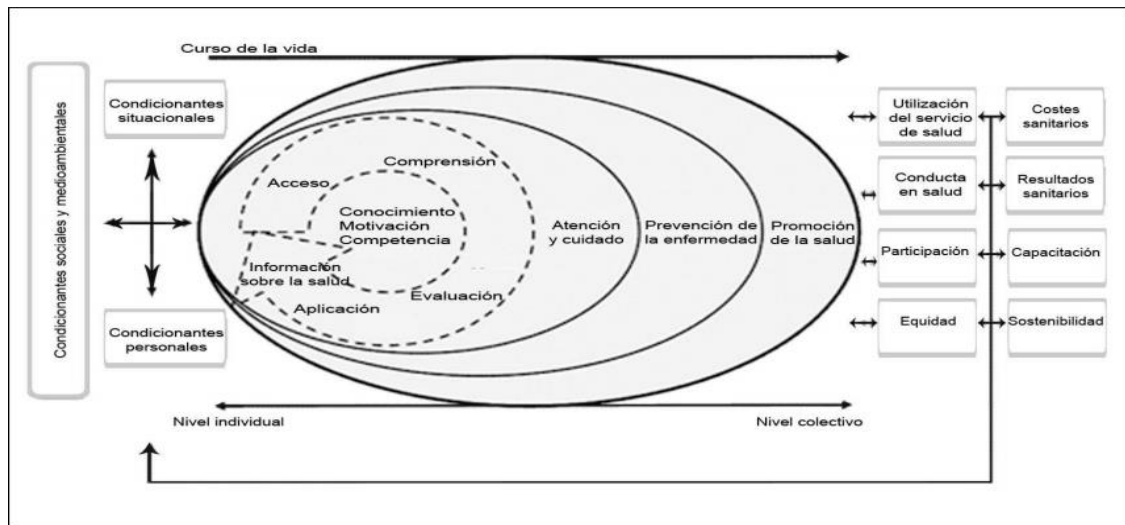 Curso de la vida
Condicionantes sociales y medioambientales
Condicionantes
situacionales
Condicionantes
personales
Acceso
Comprensión
Conocimiento
Motivación
Competencia
Información
sobre la salud
Aplicación
Evaluación
Atención
y cuidado
Prevención de
la enfermedad
Promoción
de la salud
Utilización
del servicio
de salud
Costes
sanitarios
Conducta
en salud
Resultados
sanitarios
Participación
Capacitación
Equidad
Sostenibilidad
Nivel individual
Nivel colectivo